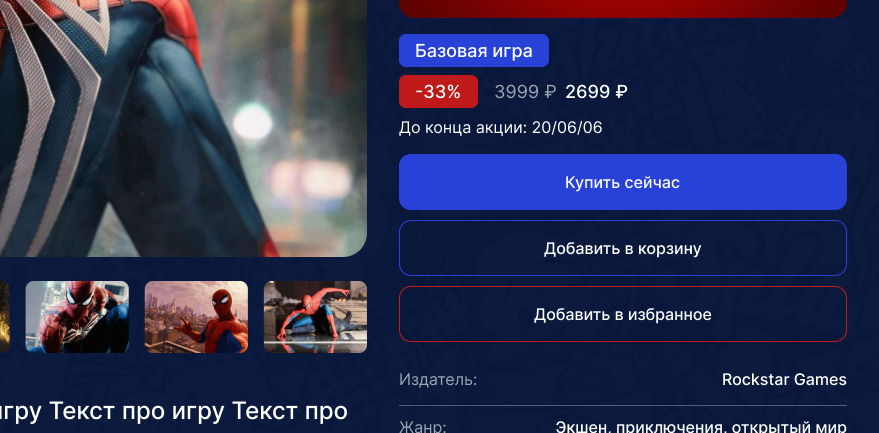 Базовая игра
-33% 3999 ₽ 2699 ₽
До конца акции: 20/06/06
Купить сейчас
Добавить в корзину
Добавить в избранное
Издатель: Rockstar Games
Жанр: Экшен, приключения, открытый мир
игру Текст про игру Текст про